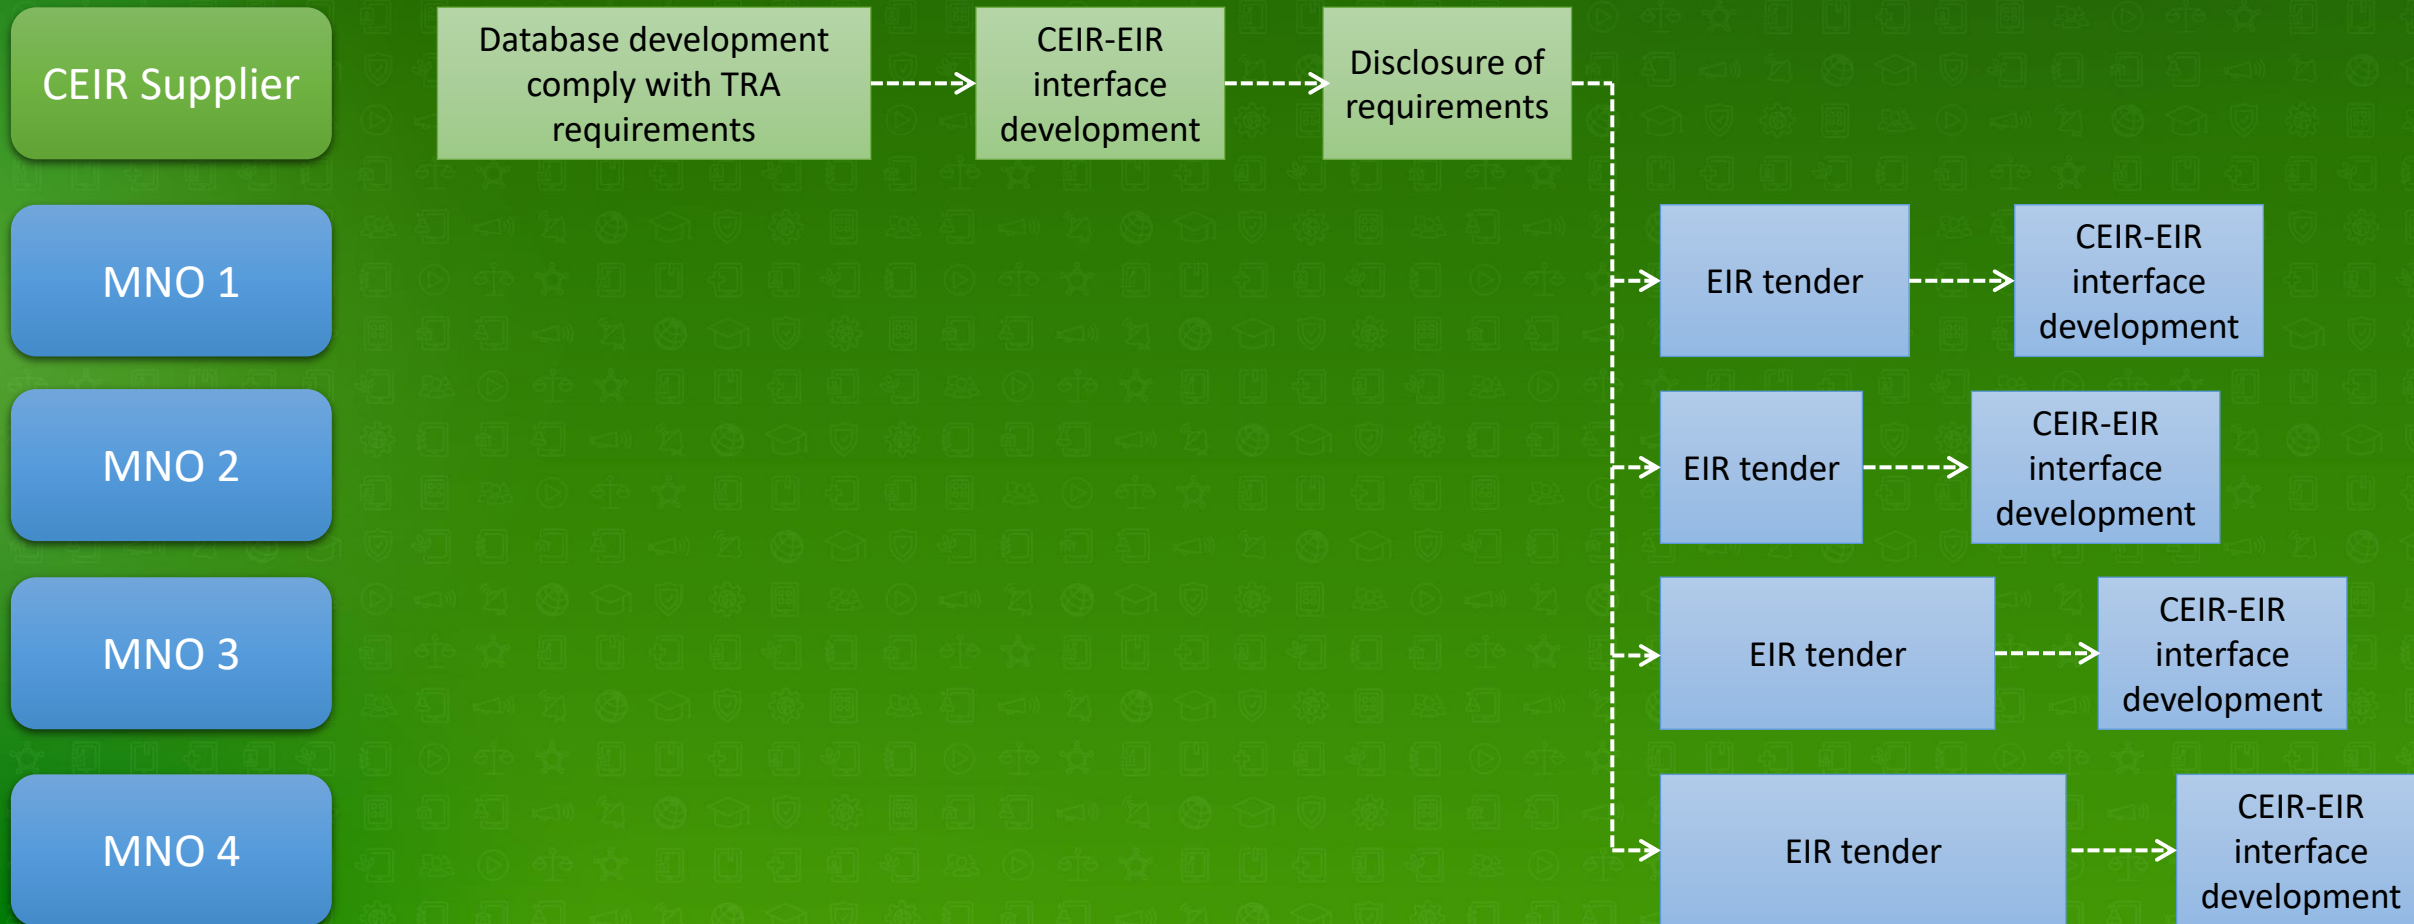 CEIR Supplier
Database development
comply with TRA
requirements
CEIR-EIR
interface
development
Disclosure of
requirements
MNO 1
EIR tender
CEIR-EIR
interface
development
MNO 2
EIR tender
CEIR-EIR
interface
development
MNO 3
EIR tender
CEIR-EIR
interface
development
MNO 4
EIR tender
CEIR-EIR
interface
development